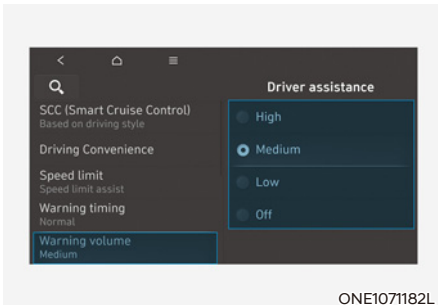 Driver assistance
SCC (Smart Cruise Control)
Based on driving style
Driving Convenience
Speed limit
Speed limit assist
Warning timing
Normal
Warning volume
Medium
High
Medium
Low
Off
ONE1071182L